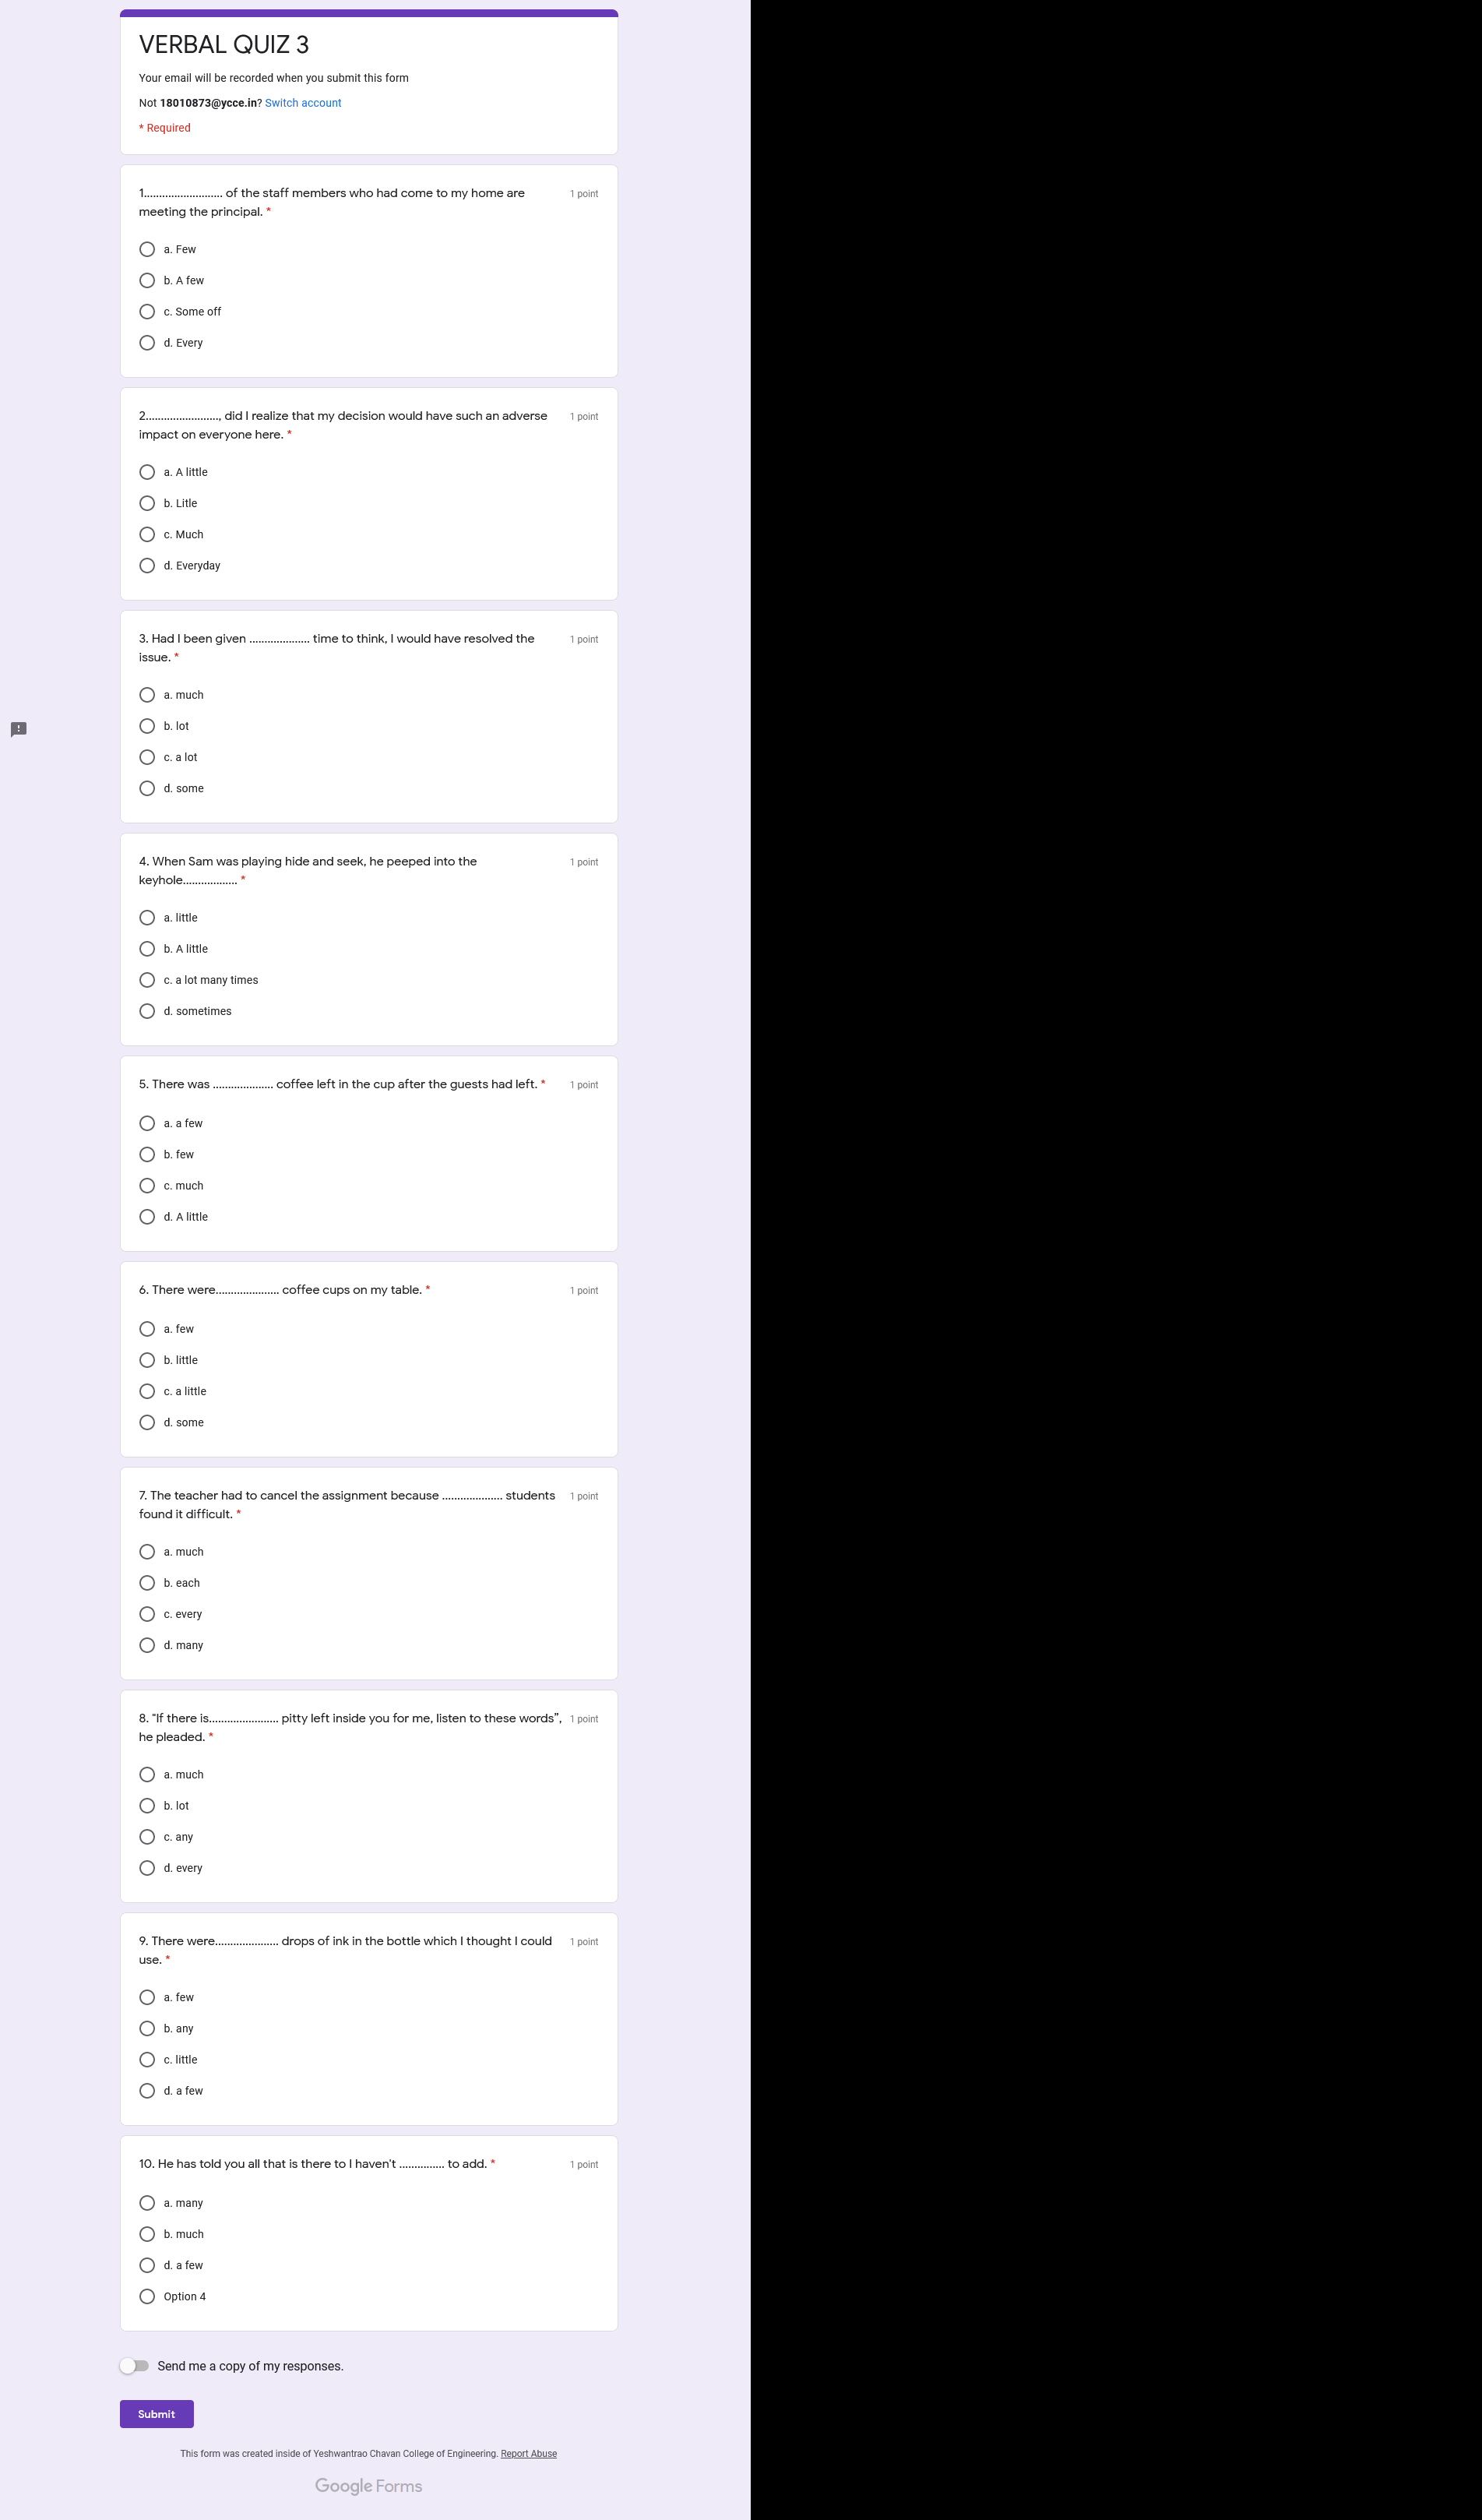 VERBAL QUIZ 3
Your email will be recorded when you submit this form
Not 18010873@ycce.in? Switch account
* Required
1.......................... of the staff members who had come to my home are 1 point
meeting the principal. *
a. Few
b. A few
c. Some off
d. Every
2........................, did I realize that my decision would have such an adverse 1 point
impact on everyone here. *
a. A little
b. Litle
c. Much
d. Everyday
3. Had I been given .................... time to think, I would have resolved the 1 point
issue. *
a. much
b. lot
c. a lot
d. some
4. When Sam was playing hide and seek, he peeped into the 1 point
keyhole.................. *
a. little
b. A little
c. a lot many times
d. sometimes
5. There was .................... coffee left in the cup after the guests had left. * 1 point
a. a few
b. few
c. much
d. A little
6. There were..................... coffee cups on my table. * 1 point
a. few
b. little
c. a little
d. some
7. The teacher had to cancel the assignment because .................... students 1 point
found it difficult. *
a. much
b. each
c. every
d. many
8. "If there is....................... pitty left inside you for me, listen to these words”, 1 point
he pleaded. *
a. much
b. lot
c. any
d. every
9. There were..................... drops of ink in the bottle which I thought I could 1 point
use. *
a. few
b. any
c. little
d. a few
10. He has told you all that is there to I haven't ............... to add. * 1 point
a. many
b. much
d. a few
Option 4
Send me a copy of my responses.
Submit
This form was created inside of Yeshwantrao Chavan College of Engineering. Report Abuse
Google Forms